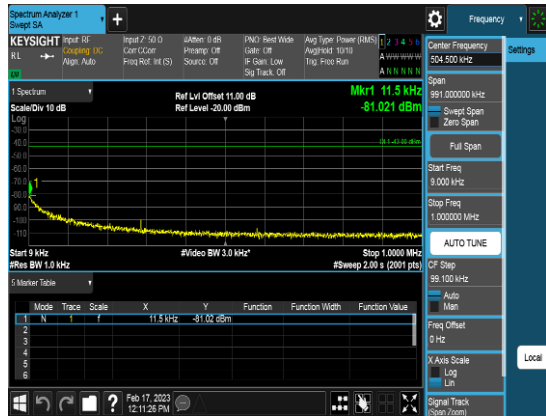 Spectrum Analyzer 1
Swept SA
+
Frequency
KEYSIGHT
RL
Input: RF
Coupling: DC
Align: Auto
Input Z: 50 Ω
Corr CCorr
Freq Ref: Int (S)
#Atten: 0 dB
Preamp: Off
Source: Off
PNO: Best Wide
Gate: Off
IF Gain: Low
Sig Track: Off
Avg Type: Power (RMS)
Avg|Hold: 10/10
Trig: Free Run
1 2 3 4 5 6
A W W W W W
A N N N N N
1 Spectrum
Scale/Div 10 dB
Ref Lvl Offset 11.00 dB
Ref Level -20.00 dBm
Mkr1 11.5 kHz
-81.021 dBm
Log
-30.0
-40.0
-50.0
-60.0
-70.0
-80.0
-90.0
-100
-110
1
DL1 -43.00 dBm
Start 9 kHz
#Res BW 1.0 kHz
#Video BW 3.0 kHz*
Stop 1.0000 MHz
#Sweep 2.00 s (2001 pts)
5 Marker Table
Mode Trace Scale X Y Function Function Width Function Value
1 N 1 f 11.5 kHz -81.02 dBm
2
3
4
5
6
Feb 17, 2023
12:11:26 PM
?
Center Frequency
504.500 kHz
Settings
Span
991.000000 kHz
Swept Span
Zero Span
Full Span
Start Freq
9.000 kHz
Stop Freq
1.000000 MHz
AUTO TUNE
CF Step
99.100 kHz
Auto
Man
Freq Offset
0 Hz
X Axis Scale
Log
Lin
Local
Signal Track
(Span Zoom)